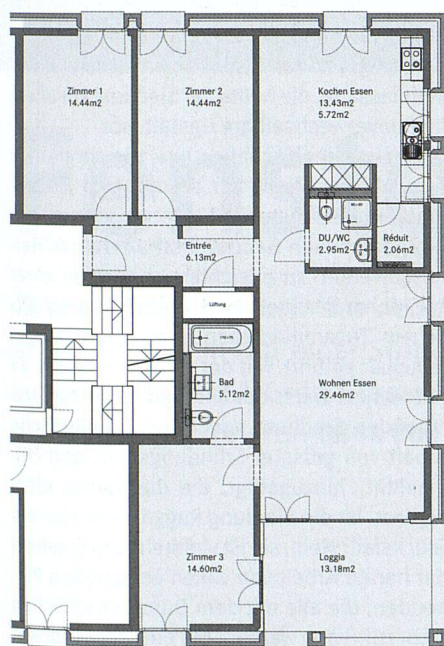 Zimmer 1
14.44m2
Zimmer 2
14.44m2
Kochen Essen
13.43m2
5.72m2
Entrée
6.13m2
DU/WC
2.95m2
Réduit
2.06m2
Lüftung
Bad
5.12m2
Wohnen Essen
29.46m2
Zimmer 3
14.60m2
Loggia
13.18m2